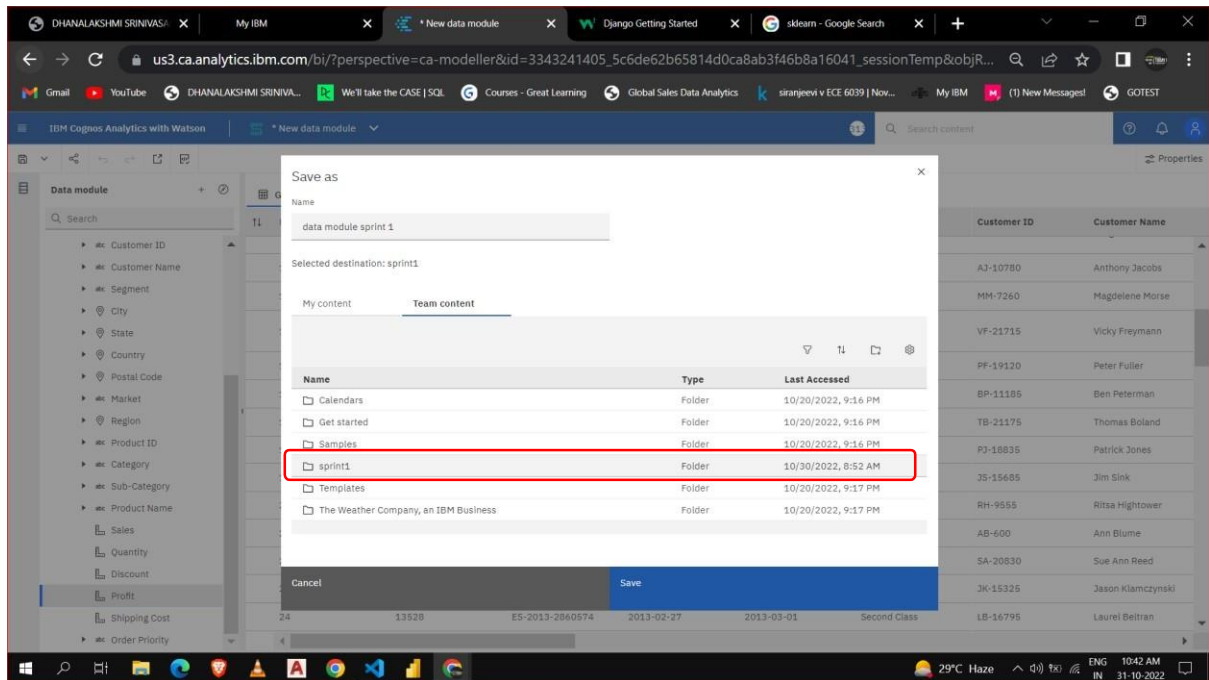 DHANALAKSHMI SRINIVASA
My IBM
* New data module
Django Getting Started
sklearn - Google Search
us3.ca.analytics.ibm.com/bi/?perspective=ca-modeller&id=3343241405_5c6de62b65814d0ca8ab3f46b8a16041_sessionTemp&objR...
Gmail
YouTube
DHANALAKSHMI SRINIVA...
We'll take the CASE | SQL
Courses - Great Learning
Global Sales Data Analytics
siranjeevi v ECE 6039 | Nov...
My IBM
(1) New Messages!
GOTEST
IBM Cognos Analytics with Watson
* New data module
Search content
Properties
Data module
Search
Customer ID
Customer Name
Segment
City
State
Country
Postal Code
Market
Region
Product ID
Category
Sub-Category
Product Name
Sales
Quantity
Discount
Profit
Shipping Cost
Order Priority
Save as
Name
data module sprint 1
Selected destination: sprint1
My content Team content
Name Type Last Accessed
Calendars Folder 10/20/2022, 9:16 PM
Get started Folder 10/20/2022, 9:16 PM
Samples Folder 10/20/2022, 9:16 PM
sprint1 Folder 10/30/2022, 8:52 AM
Templates Folder 10/20/2022, 9:17 PM
The Weather Company, an IBM Business Folder 10/20/2022, 9:17 PM
Cancel Save
Customer ID Customer Name
AJ-10780 Anthony Jacobs
MM-7260 Magdelene Morse
VF-21715 Vicky Freymann
PF-19120 Peter Fuller
BP-11185 Ben Peterman
TB-21175 Thomas Boland
PJ-18835 Patrick Jones
JS-15685 Jim Sink
RH-9555 Ritsa Hightower
AB-600 Ann Blume
SA-20830 Sue Ann Reed
JK-15325 Jason Klamczynski
24 13528 ES-2013-2860574 2013-02-27 2013-03-01 Second Class LB-16795 Laurel Beltran
29°C Haze
ENG
IN
10:42 AM
31-10-2022